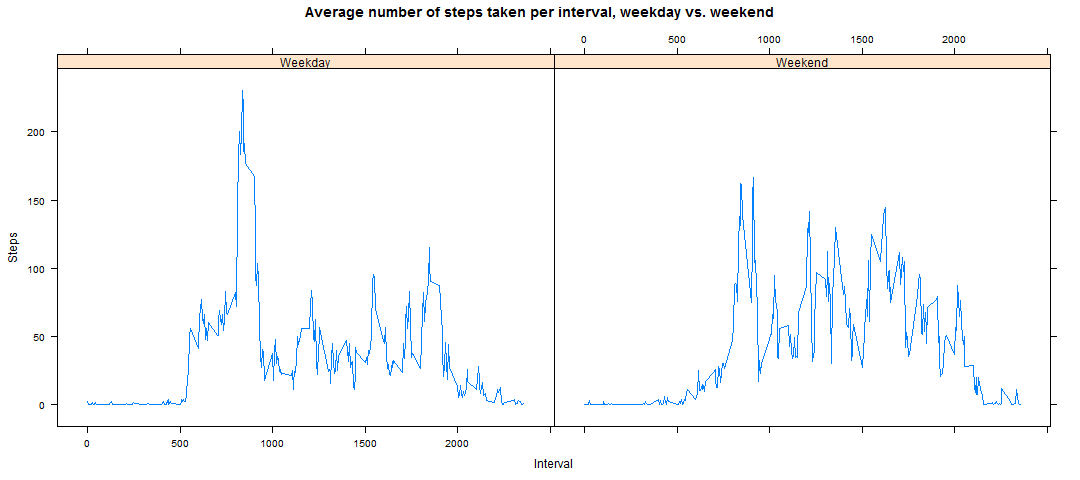 Average number of steps taken per interval, weekday vs. weekend
0 500 1000 1500 2000
Weekday Weekend
200
150
100
50
0
Steps
0 500 1000 1500 2000
Interval